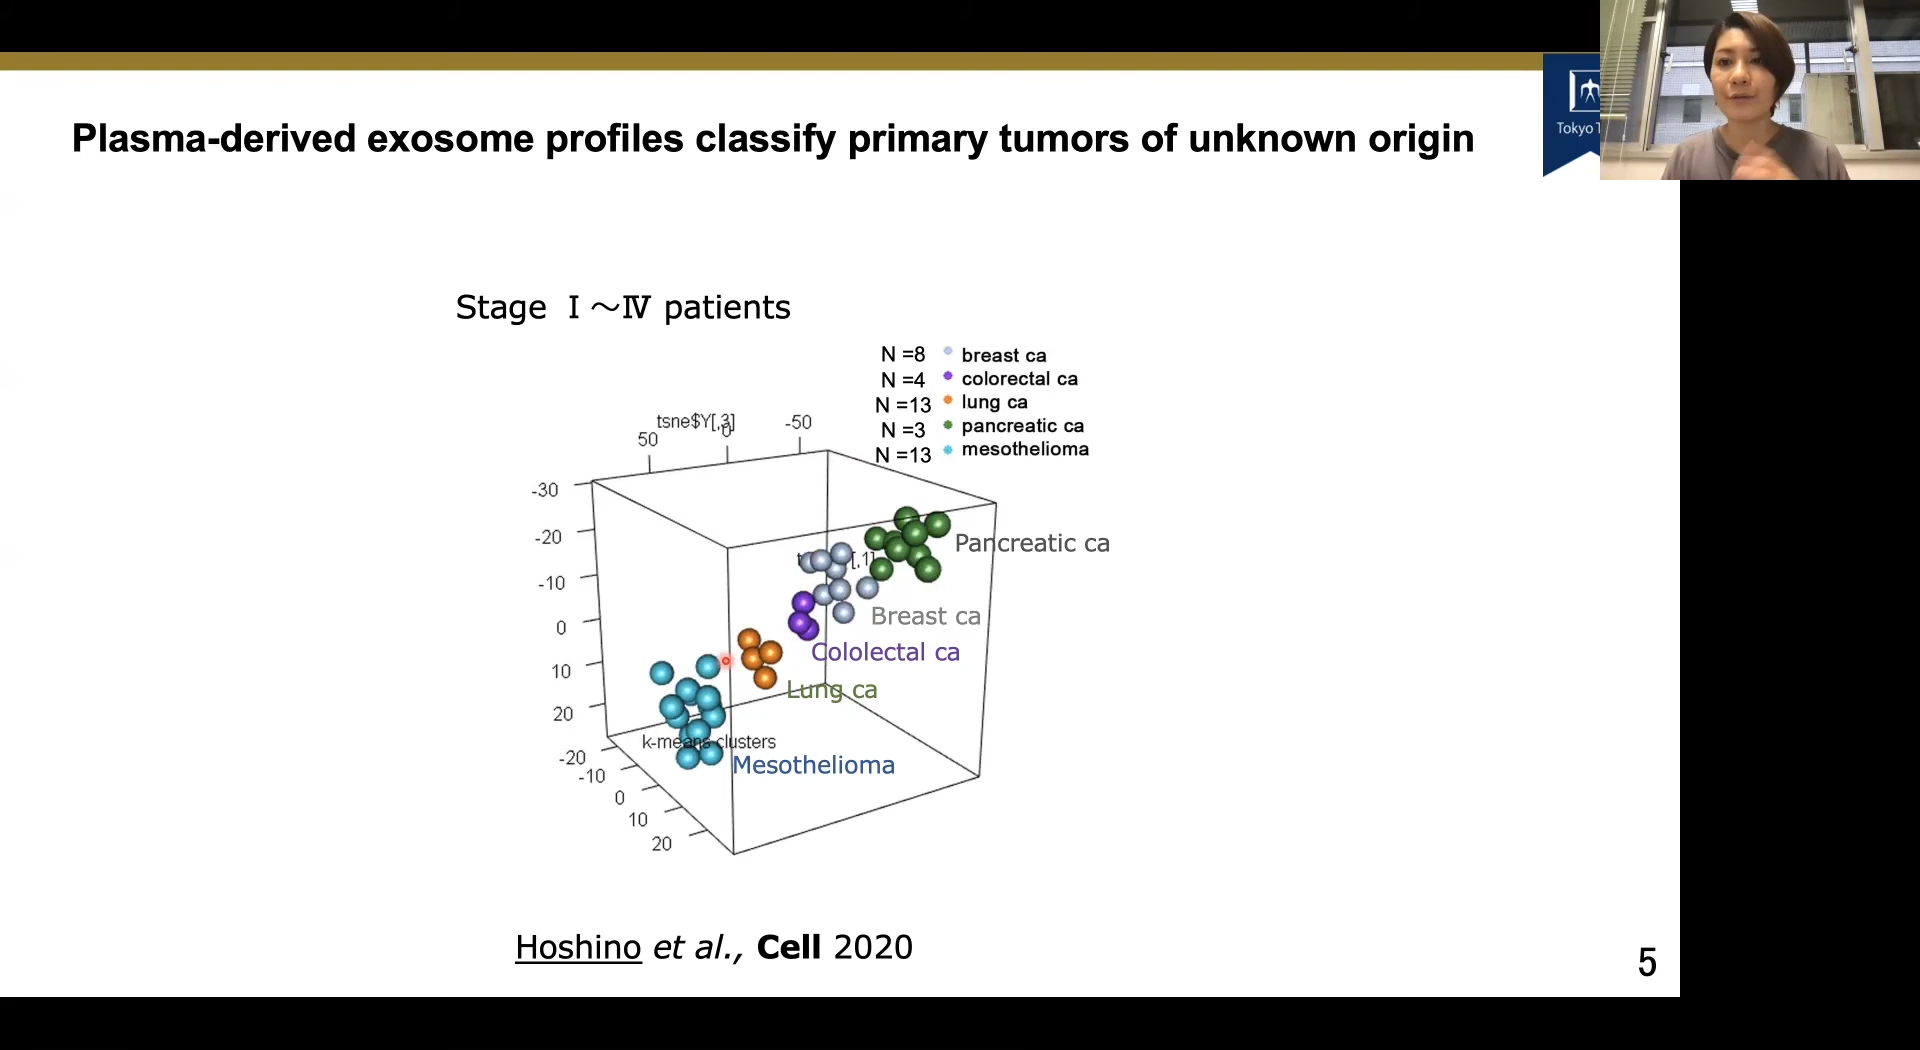 Plasma-derived exosome profiles classify primary tumors of unknown origin
Tokyo T
Stage Ⅰ～Ⅳ patients
N =8 breast ca
N =4 colorectal ca
N =13 lung ca
N =3 pancreatic ca
N =13 mesothelioma
tsne$Y[,3]
50
0
-50
-30
-20
-10
0
10
20
-20
-10
0
10
20
[,1]
k-means clusters
Pancreatic ca
Breast ca
Cololectal ca
Lung ca
Mesothelioma
Hoshino et al., Cell 2020
5